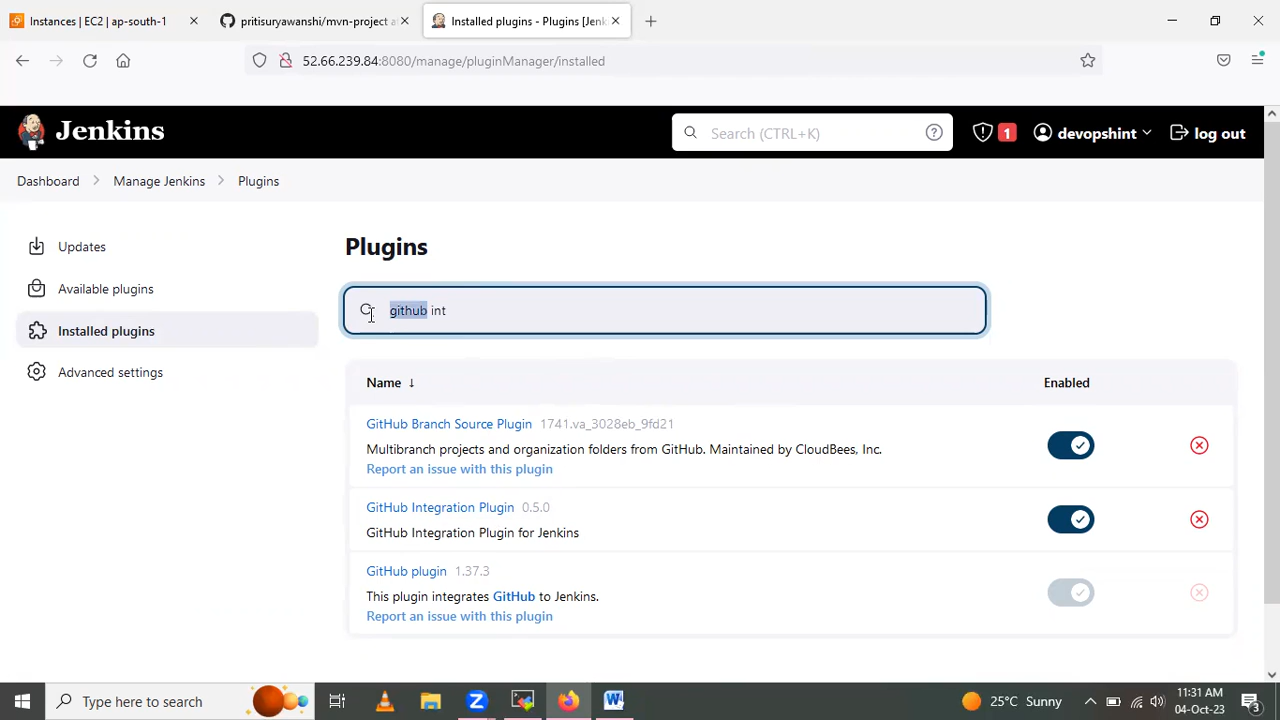 Instances | EC2 | ap-south-1
pritisuryawanshi/mvn-project a
Installed plugins - Plugins [Jenk
52.66.239.84:8080/manage/pluginManager/installed
Jenkins
Search (CTRL+K)
1
devopshint
log out
Dashboard
Manage Jenkins
Plugins
Updates
Available plugins
Installed plugins
Advanced settings
Plugins
github int
Name ↓
Enabled
GitHub Branch Source Plugin 1741.va_3028eb_9fd21
Multibranch projects and organization folders from GitHub. Maintained by CloudBees, Inc.
Report an issue with this plugin
GitHub Integration Plugin 0.5.0
GitHub Integration Plugin for Jenkins
GitHub plugin 1.37.3
This plugin integrates GitHub to Jenkins.
Report an issue with this plugin
Type here to search
25°C Sunny
11:31 AM
04-Oct-23
3